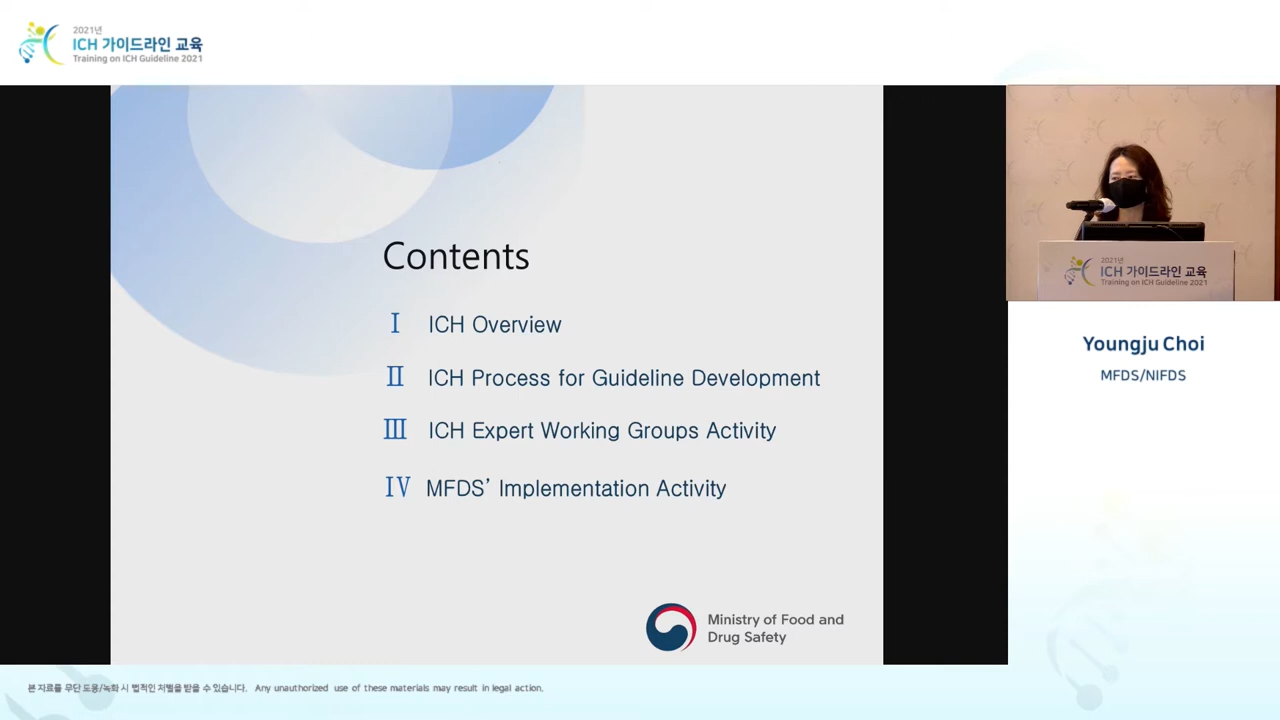 2021년
ICH 가이드라인 교육
Training on ICH Guideline 2021
Contents
Ⅰ ICH Overview
Ⅱ ICH Process for Guideline Development
Ⅲ ICH Expert Working Groups Activity
Ⅳ MFDS’ Implementation Activity
Ministry of Food and
Drug Safety
2021년
ICH 가이드라인 교육
Training on ICH Guideline 2021
Youngju Choi
MFDS/NIFDS
본 자료를 무단 도용/녹화 시 법적인 처벌을 받을 수 있습니다. Any unauthorized use of these materials may result in legal action.